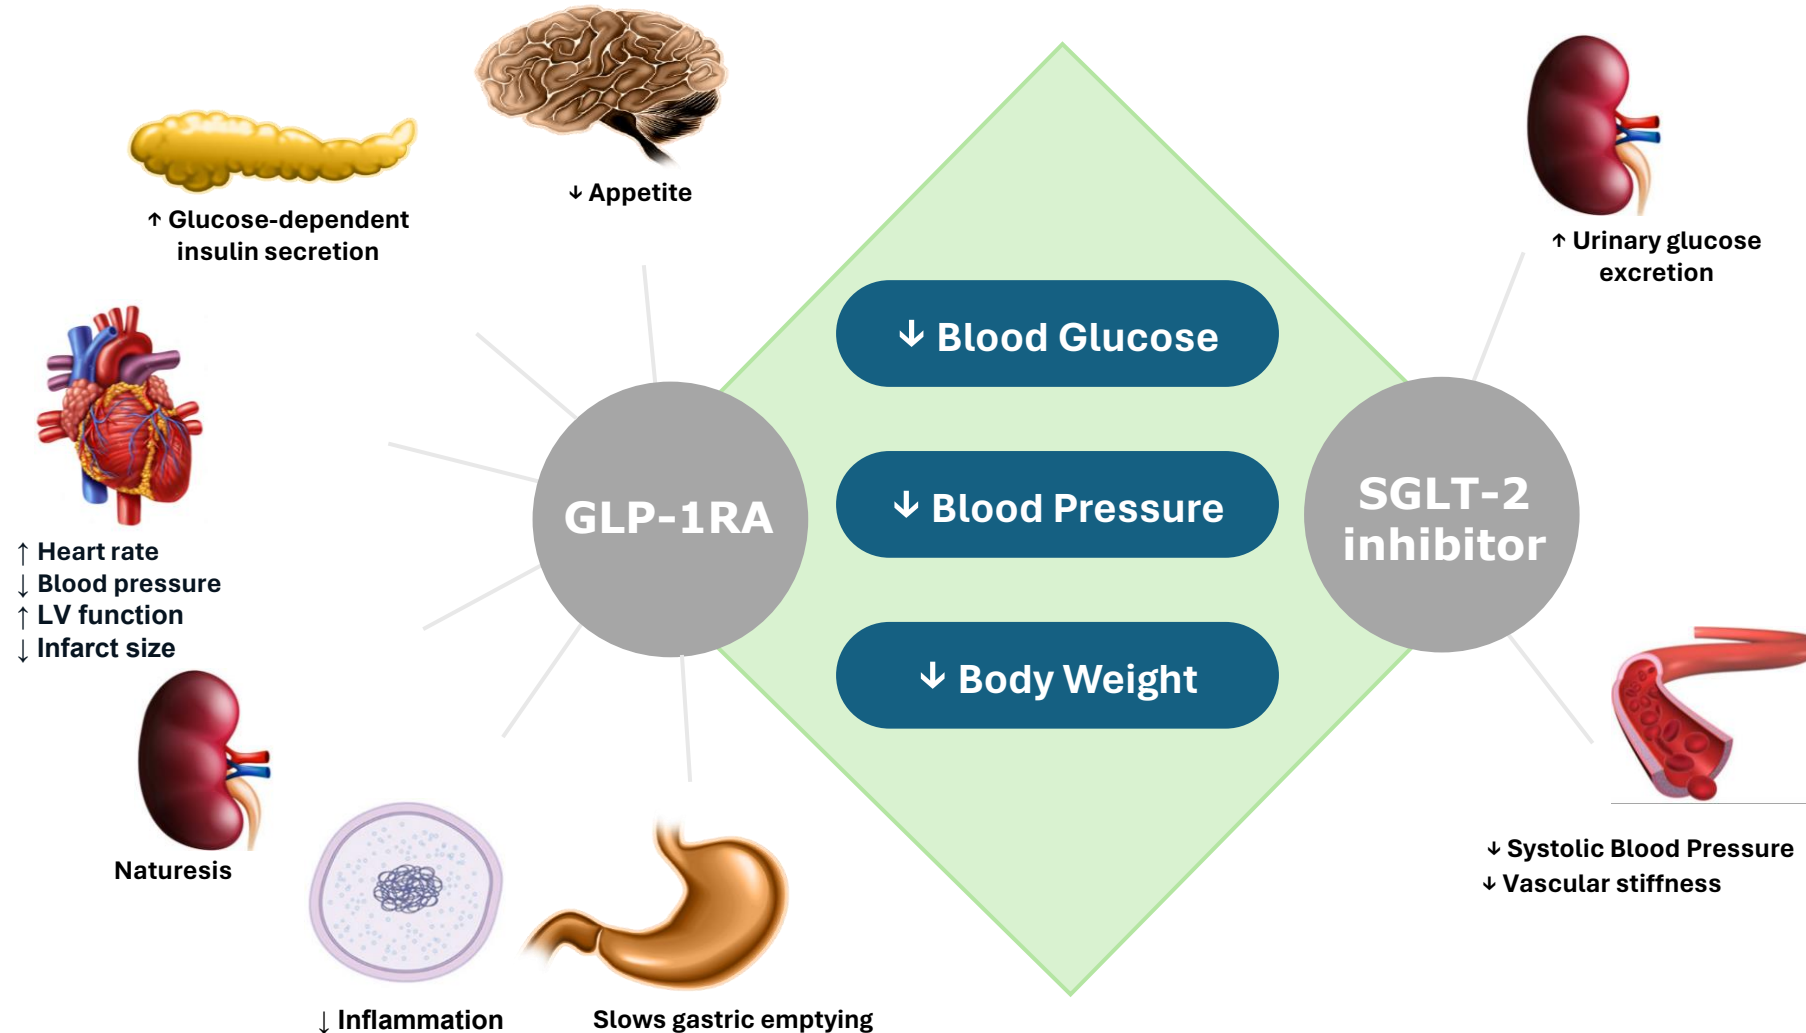 ↓ Appetite
↑ Glucose-dependent
insulin secretion
↑ Heart rate
↓ Blood pressure
↑ LV function
↓ Infarct size
Naturesis
↓ Inflammation
Slows gastric emptying
GLP-1RA
↓ Blood Glucose
↓ Blood Pressure
↓ Body Weight
SGLT-2
inhibitor
↑ Urinary glucose
excretion
↓ Systolic Blood Pressure
↓ Vascular stiffness